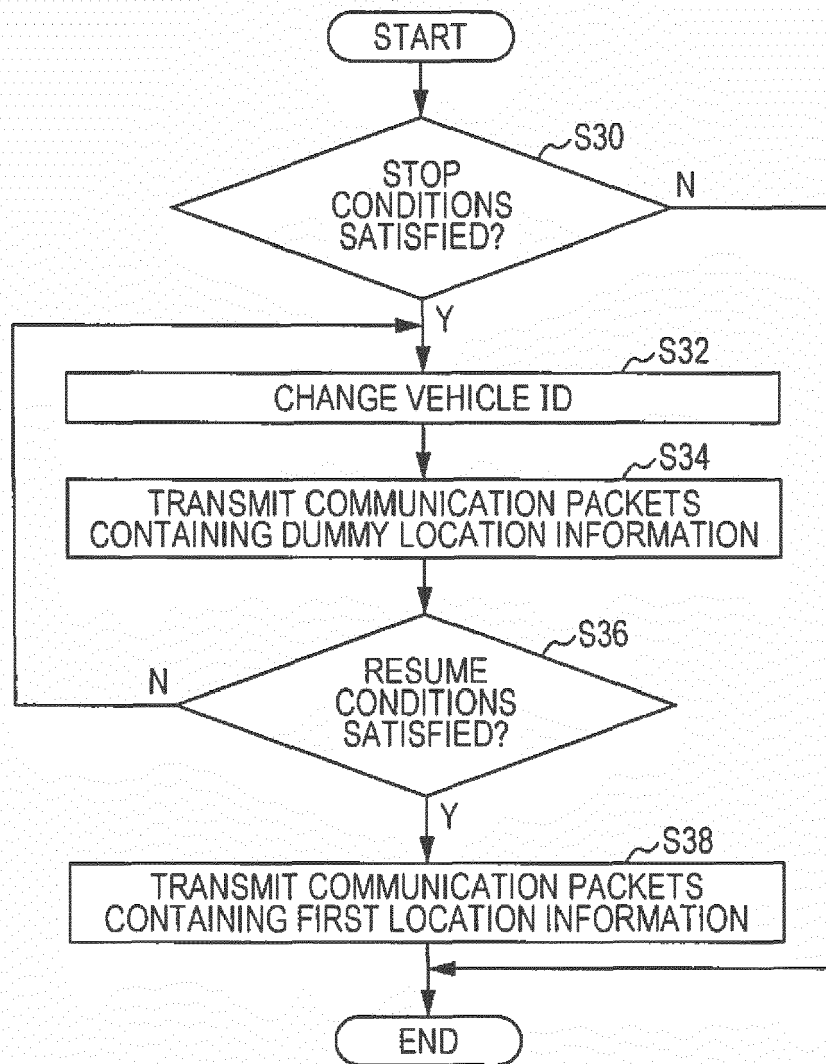 START
S30
STOP
CONDITIONS
SATISFIED?
N
Y
S32
CHANGE VEHICLE ID
S34
TRANSMIT COMMUNICATION PACKETS
CONTAINING DUMMY LOCATION INFORMATION
S36
RESUME
CONDITIONS
SATISFIED?
N
Y
S38
TRANSMIT COMMUNICATION PACKETS
CONTAINING FIRST LOCATION INFORMATION
END